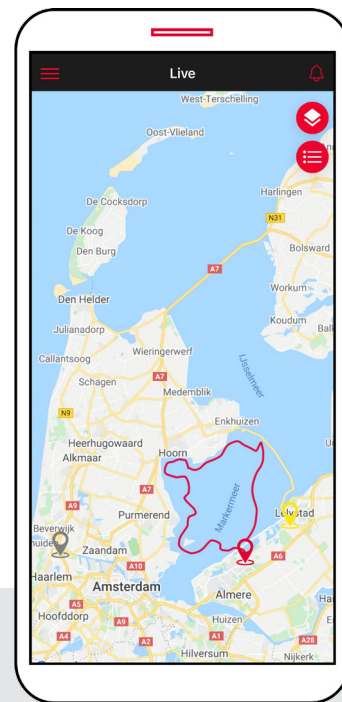 Live
West-Terschelling
Oost-Vlieland
Harlingen
De Cocksdorp
N31
De Koog
Bolsward
Den Burg
A7
Workum
Den Helder
Koudum
Julianadorp
IJsselmeer
Wieringerwerf
Callantsoog
A7
Schagen
Medemblik
N9
Enkhuizen
Heerhugowaard
Hoorn
Alkmaar
A7
Markermeer
A9
Purmerend
Lelystad
Beverwijk
Zaandam
A6
Haarlem
A10
Amsterdam
Almere
A5
Hoofddorp
A9
Huizen
A4
A1
A2
A28
Hilversum
Nijkerk